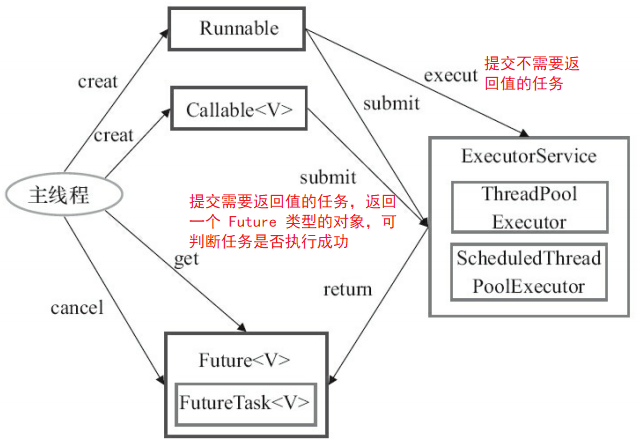 Runnable
提交不需要返
回值的任务
execut
creat
submit
Callable<V>
creat
ExecutorService
submit
ThreadPool
Executor
主线程
提交需要返回值的任务，返回
一个 Future 类型的对象，可
判断任务是否执行成功
ScheduledThread
PoolExecutor
get
return
cancel
Future<V>
FutureTask<V>